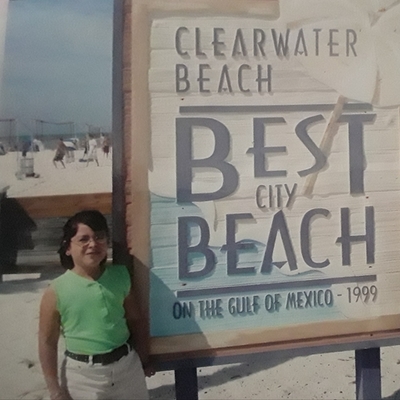 CLEARWATER
BEACH
BEST
CITY
BEACH
ON THE GULF OF MEXICO - 1999